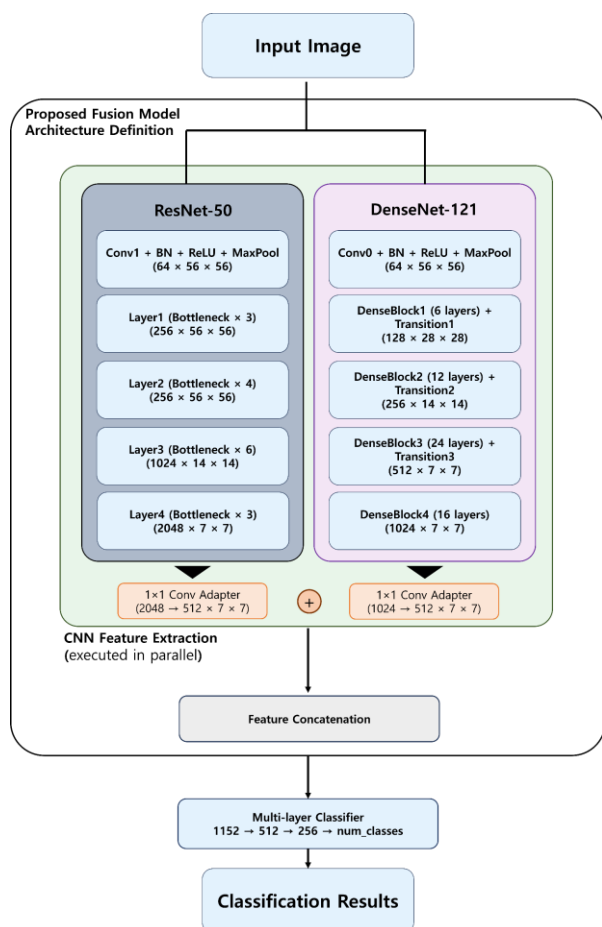 Input Image
Proposed Fusion Model
Architecture Definition
ResNet-50
Conv1 + BN + ReLU + MaxPool
(64 × 56 × 56)
Layer1 (Bottleneck × 3)
(256 × 56 × 56)
Layer2 (Bottleneck × 4)
(256 × 56 × 56)
Layer3 (Bottleneck × 6)
(1024 × 14 × 14)
Layer4 (Bottleneck × 3)
(2048 × 7 × 7)
1×1 Conv Adapter
(2048 → 512 × 7 × 7)
+
DenseNet-121
Conv0 + BN + ReLU + MaxPool
(64 × 56 × 56)
DenseBlock1 (6 layers) +
Transition1
(128 × 28 × 28)
DenseBlock2 (12 layers) +
Transition2
(256 × 14 × 14)
DenseBlock3 (24 layers) +
Transition3
(512 × 7 × 7)
DenseBlock4 (16 layers)
(1024 × 7 × 7)
1×1 Conv Adapter
(1024 → 512 × 7 × 7)
CNN Feature Extraction
(executed in parallel)
Feature Concatenation
Multi-layer Classifier
1152 → 512 → 256 → num_classes
Classification Results